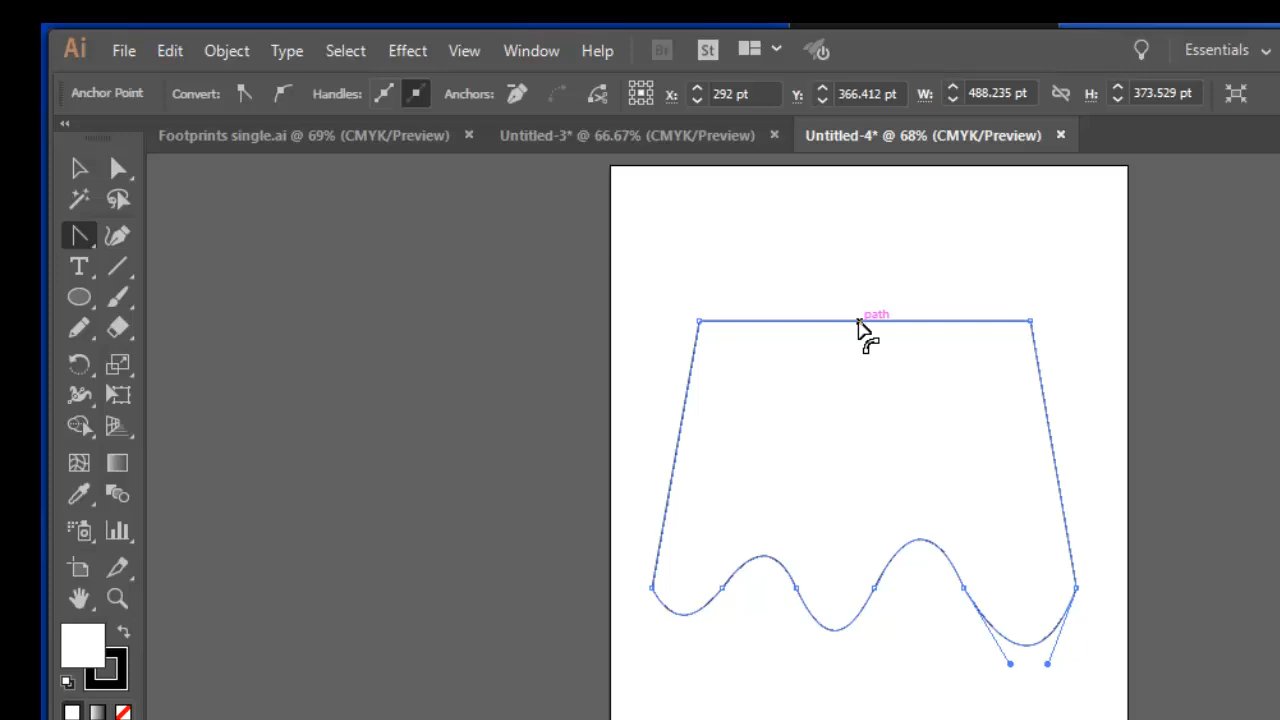 Ai File Edit Object Type Select Effect View Window Help Br St Essentials
Anchor Point Convert: Handles: Anchors: X: 292 pt Y: 366.412 pt W: 488.235 pt H: 373.529 pt
Footprints single.ai @ 69% (CMYK/Preview) Untitled-3* @ 66.67% (CMYK/Preview) Untitled-4* @ 68% (CMYK/Preview)
path